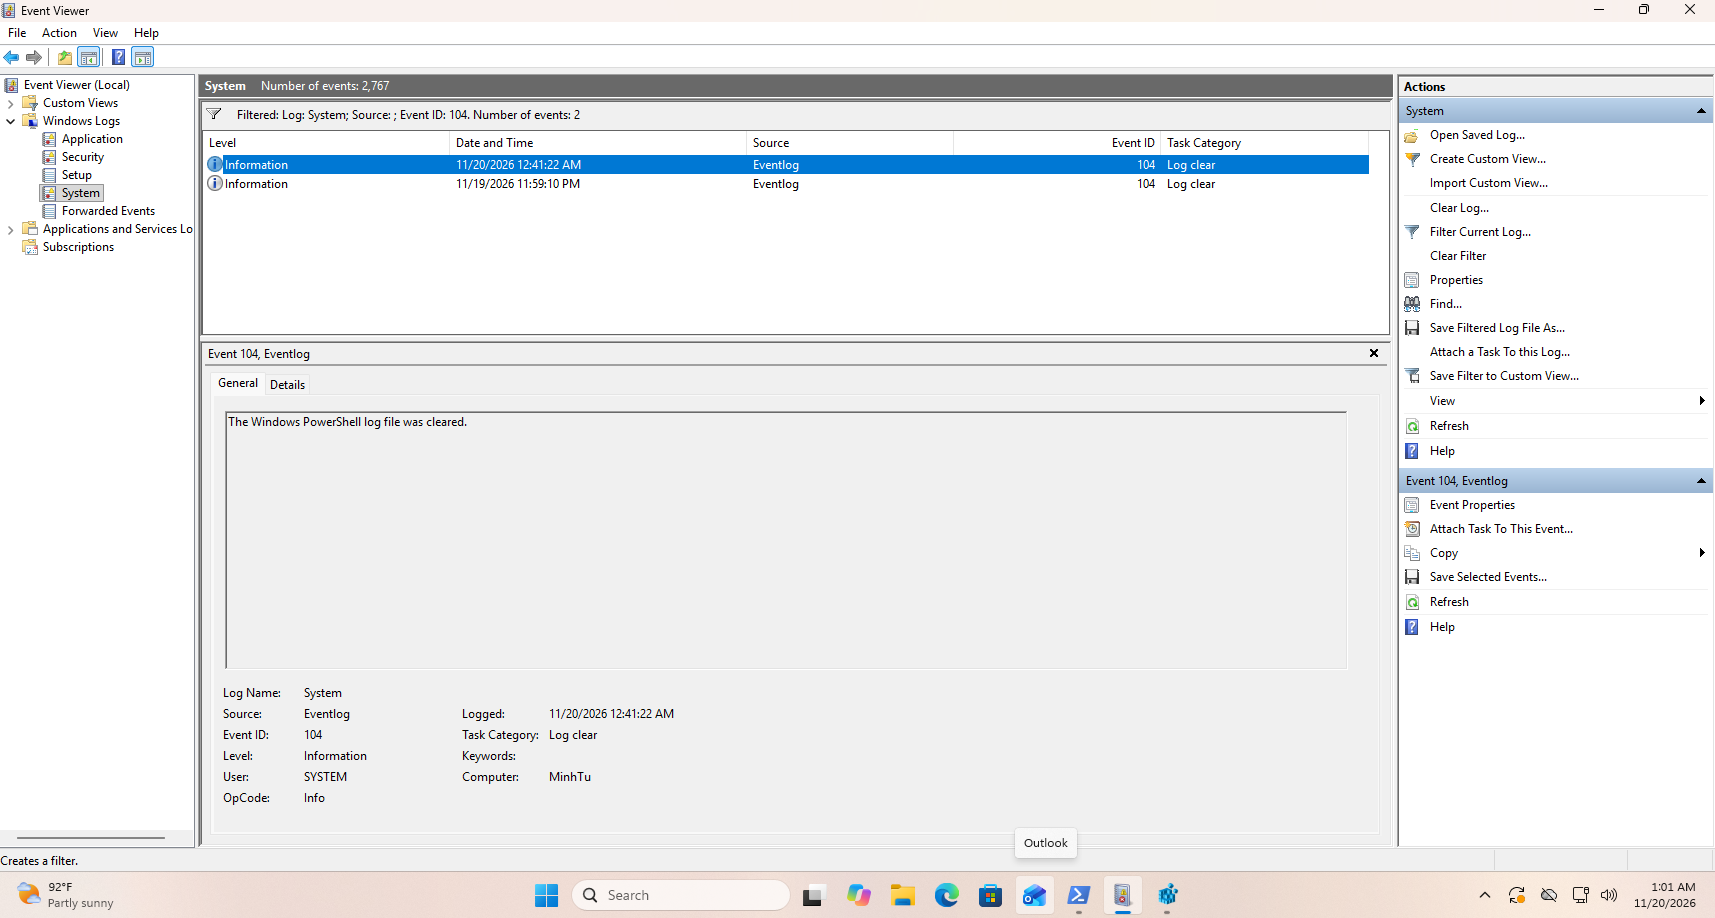 Event Viewer
File Action View Help
Event Viewer (Local)
Custom Views
Windows Logs
Application
Security
Setup
System
Forwarded Events
Applications and Services Lo
Subscriptions
System Number of events: 2,767
Filtered: Log: System; Source: ; Event ID: 104. Number of events: 2
Level Date and Time Source Event ID Task Category
Information 11/20/2026 12:41:22 AM Eventlog 104 Log clear
Information 11/19/2026 11:59:10 PM Eventlog 104 Log clear
Event 104, Eventlog
General Details
The Windows PowerShell log file was cleared.
Log Name: System
Source: Eventlog Logged: 11/20/2026 12:41:22 AM
Event ID: 104 Task Category: Log clear
Level: Information Keywords:
User: SYSTEM Computer: MinhTu
OpCode: Info
Actions
System
Open Saved Log...
Create Custom View...
Import Custom View...
Clear Log...
Filter Current Log...
Clear Filter
Properties
Find...
Save Filtered Log File As...
Attach a Task To this Log...
Save Filter to Custom View...
View
Refresh
Help
Event 104, Eventlog
Event Properties
Attach Task To This Event...
Copy
Save Selected Events...
Refresh
Help
Outlook
Creates a filter.
92°F
Partly sunny
Search
1:01 AM
11/20/2026